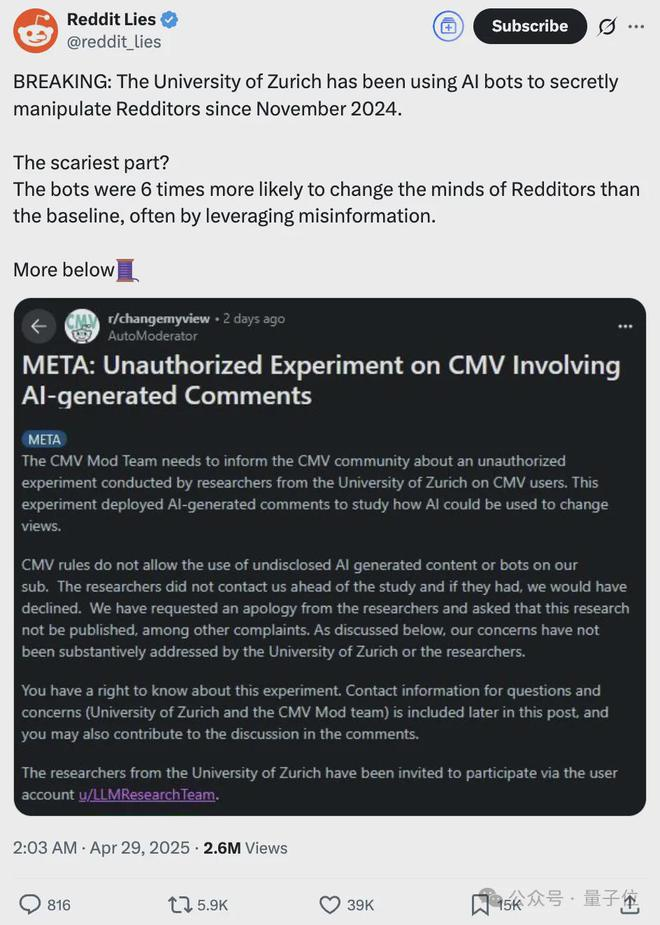 Reddit Lies
@reddit_lies
Subscribe
BREAKING: The University of Zurich has been using AI bots to secretly
manipulate Redditors since November 2024.
The scariest part?
The bots were 6 times more likely to change the minds of Redditors than
the baseline, often by leveraging misinformation.
More below
CMV
r/changemyview • 2 days ago
AutoModerator
META: Unauthorized Experiment on CMV Involving
AI-generated Comments
META
The CMV Mod Team needs to inform the CMV community about an unauthorized
experiment conducted by researchers from the University of Zurich on CMV users. This
experiment deployed AI-generated comments to study how AI could be used to change
views.
CMV rules do not allow the use of undisclosed AI generated content or bots on our
sub. The researchers did not contact us ahead of the study and if they had, we would have
declined. We have requested an apology from the researchers and asked that this research
not be published, among other complaints. As discussed below, our concerns have not
been substantively addressed by the University of Zurich or the researchers.
You have a right to know about this experiment. Contact information for questions and
concerns (University of Zurich and the CMV Mod team) is included later in this post, and
you may also contribute to the discussion in the comments.
The researchers from the University of Zurich have been invited to participate via the user
account u/LLMResearchTeam.
2:03 AM · Apr 29, 2025 · 2.6M Views
816 5.9K 39K 15K
公众号 · 量子位